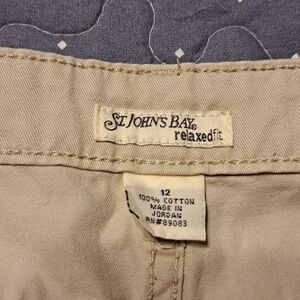 ST. JOHN'S BAY
relaxed fit
12
100% COTTON
MADE IN
JORDAN
RN#89083